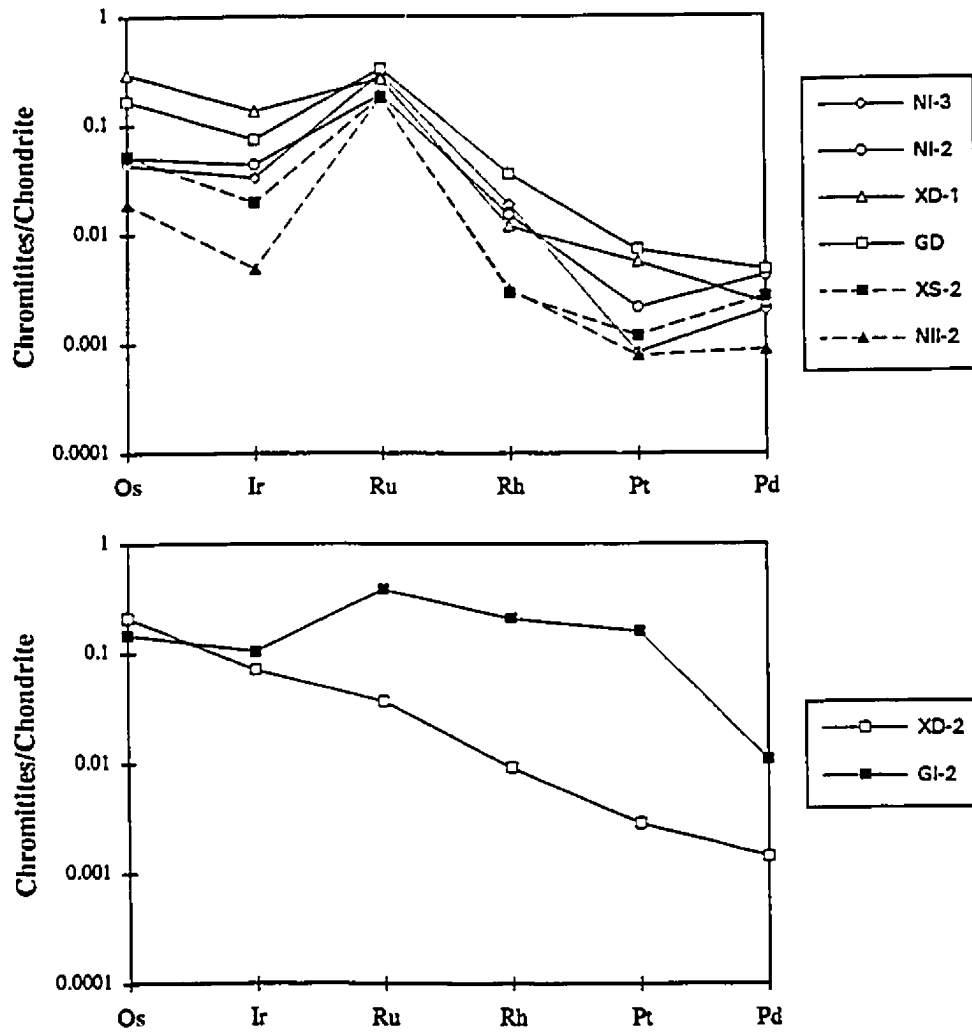 Chromitites/Chondrite
1
0.1
0.01
0.001
0.0001
Os
Ir
Ru
Rh
Pt
Pd
NI-3
NI-2
XD-1
GD
XS-2
NII-2
Chromitites/Chondrite
1
0.1
0.01
0.001
0.0001
Os
Ir
Ru
Rh
Pt
Pd
XD-2
GI-2